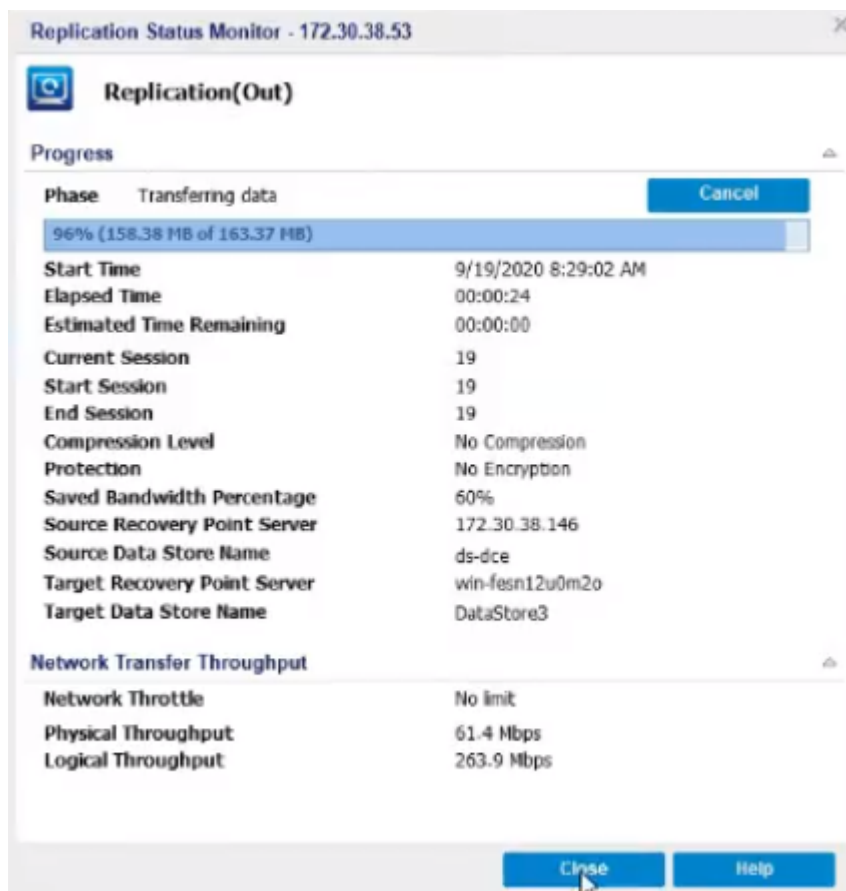 Replication Status Monitor - 172.30.38.53
Replication(Out)
Progress
Phase Transferring data Cancel
96% (158.38 MB of 163.37 MB)
Start Time 9/19/2020 8:29:02 AM
Elapsed Time 00:00:24
Estimated Time Remaining 00:00:00
Current Session 19
Start Session 19
End Session 19
Compression Level No Compression
Protection No Encryption
Saved Bandwidth Percentage 60%
Source Recovery Point Server 172.30.38.146
Source Data Store Name ds-dce
Target Recovery Point Server win-fesn12u0m2o
Target Data Store Name DataStore3
Network Transfer Throughput
Network Throttle No limit
Physical Throughput 61.4 Mbps
Logical Throughput 263.9 Mbps
Close Help